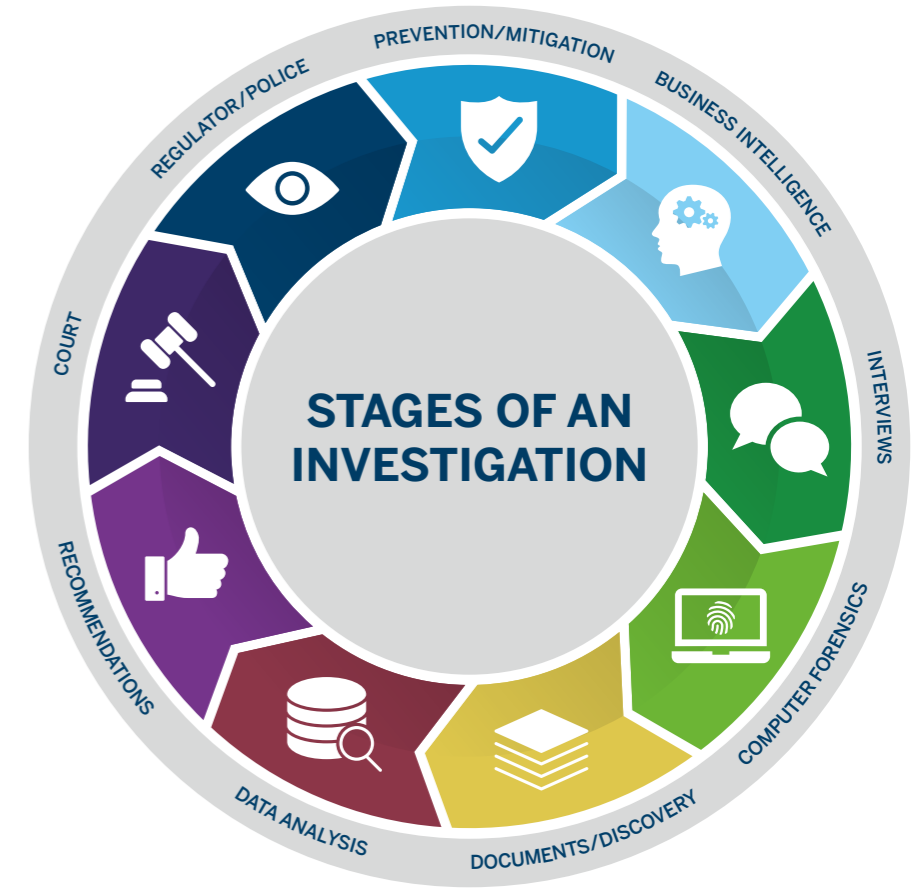 STAGES OF AN
INVESTIGATION
PREVENTION/MITIGATION
BUSINESS INTELLIGENCE
INTERVIEWS
COMPUTER FORENSICS
DOCUMENTS/DISCOVERY
DATA ANALYSIS
RECOMMENDATIONS
COURT
REGULATOR/POLICE